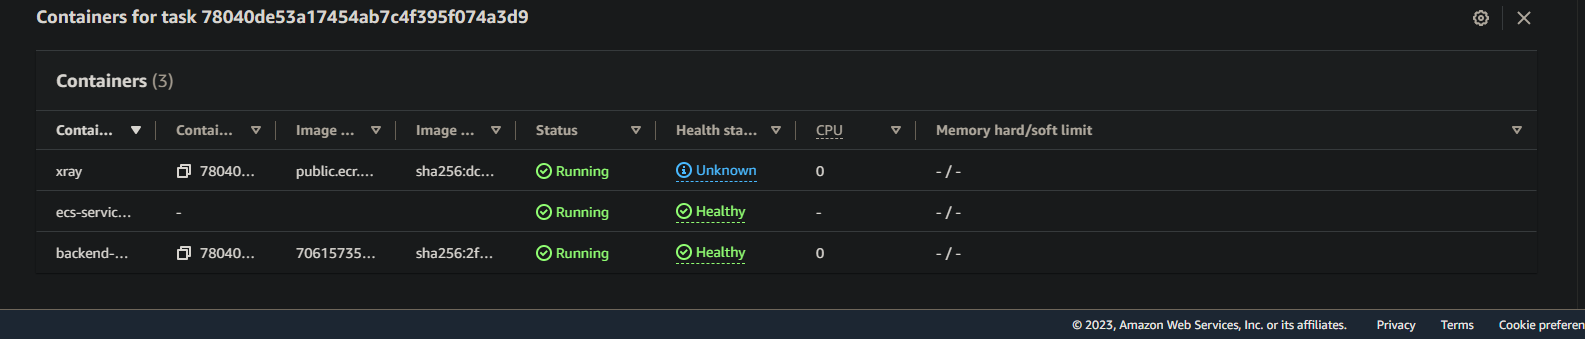 Containers for task 78040de53a17454ab7c4f395f074a3d9
Containers (3)
Contai... Contai... Image ... Image ... Status Health sta... CPU Memory hard/soft limit
xray 78040... public.ecr.... sha256:dc... Running Unknown 0 - / -
ecs-servic... - Running Healthy - - / -
backend-... 78040... 70615735... sha256:2f... Running Healthy 0 - / -
© 2023, Amazon Web Services, Inc. or its affiliates. Privacy Terms Cookie preferen